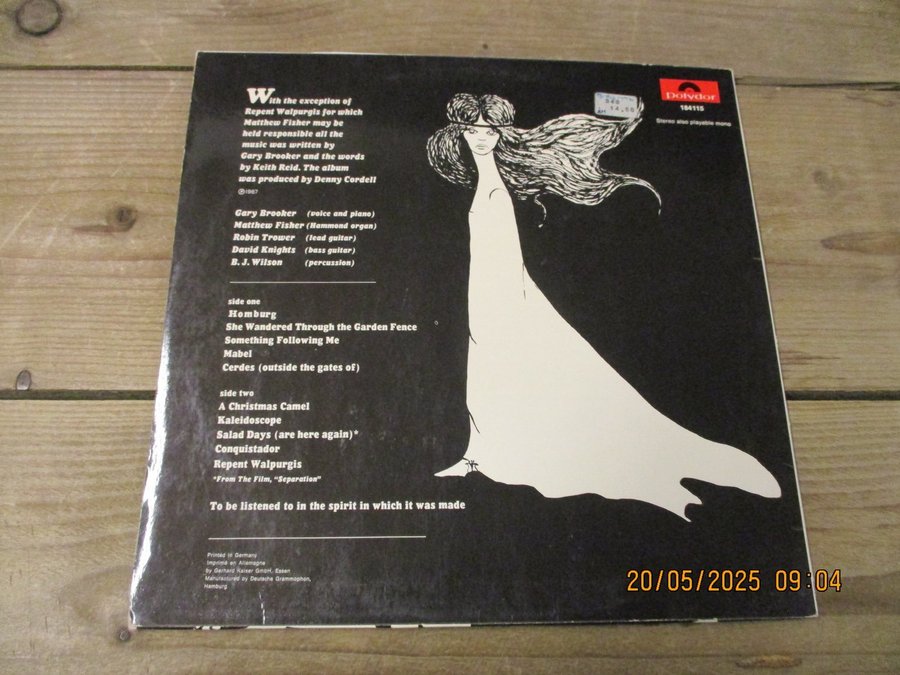 With the exception of
Repent Walpurgis for which
Matthew Fisher may be
held responsible all the
music was written by
Gary Brooker and the words
by Keith Reid. The album
was produced by Denny Cordell
Ⓟ1967
Gary Brooker (voice and piano)
Matthew Fisher (Hammond organ)
Robin Trower (lead guitar)
David Knights (bass guitar)
B. J. Wilson (percussion)
side one
Homburg
She Wandered Through the Garden Fence
Something Following Me
Mabel
Cerdes (outside the gates of)
side two
A Christmas Camel
Kaleidoscope
Salad Days (are here again)*
Conquistador
Repent Walpurgis
*From The Film, "Separation"
To be listened to in the spirit in which it was made
Printed in Germany
Imprimé en Allemagne
by Gerhard Kaiser GmbH, Essen
Manufactured by Deutsche Grammophon,
Hamburg
Polydor
184115
Stereo also playable mono
20/05/2025 09:04